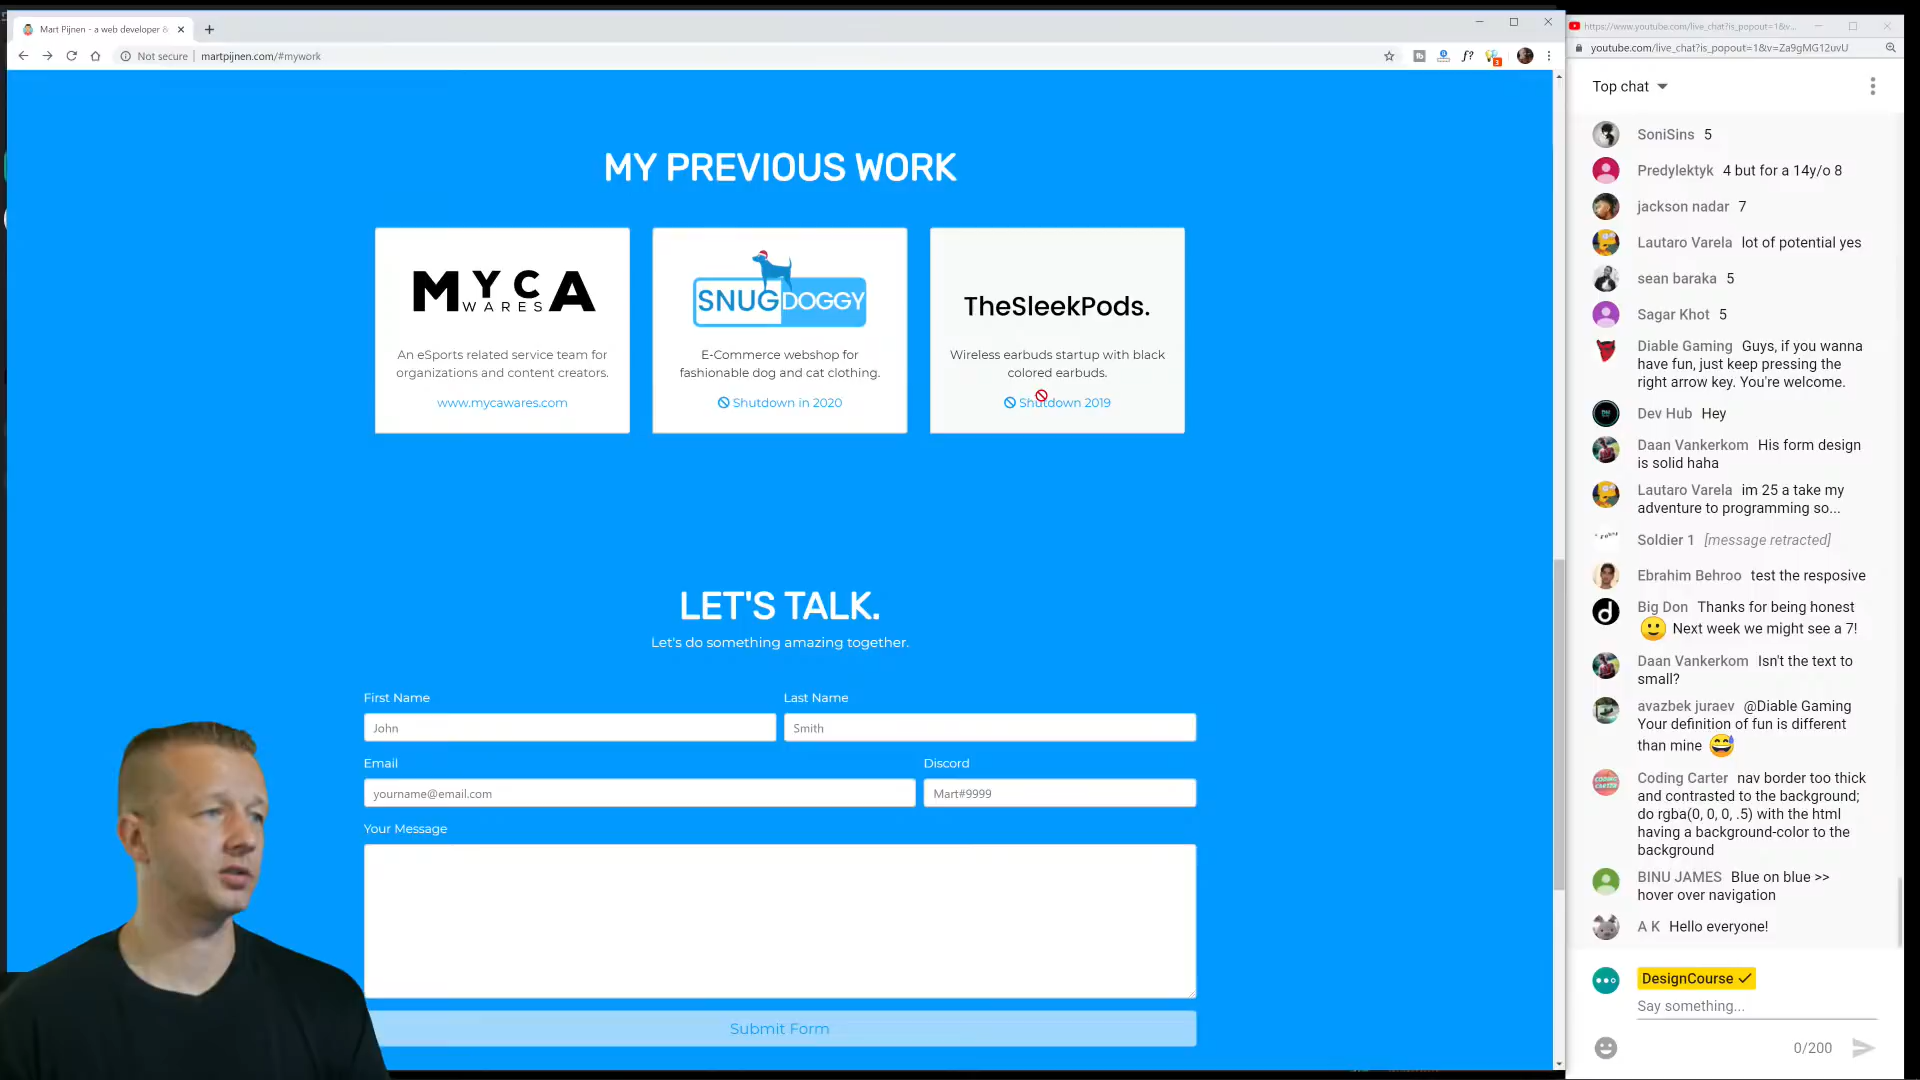 Mart Pijnen - a web developer &
https://www.youtube.com/live_chat?is_popout=1&v...
Not secure
martpijnen.com/#mywork
f?
3
youtube.com/live_chat?is_popout=1&v=Za9gMG12uvU
MY PREVIOUS WORK
MYCA
WARES
An eSports related service team for
organizations and content creators.
www.mycawares.com
SNUGDOGGY
E-Commerce webshop for
fashionable dog and cat clothing.
Shutdown in 2020
TheSleekPods.
Wireless earbuds startup with black
colored earbuds.
Shutdown 2019
LET'S TALK.
Let's do something amazing together.
First Name
Last Name
John
Smith
Email
Discord
yourname@email.com
Mart#9999
Your Message
Submit Form
Top chat
SoniSins 5
Predylektyk 4 but for a 14y/o 8
jackson nadar 7
Lautaro Varela lot of potential yes
sean baraka 5
Sagar Khot 5
Diable Gaming Guys, if you wanna
have fun, just keep pressing the
right arrow key. You're welcome.
Dev Hub Hey
Daan Vankerkom His form design
is solid haha
Lautaro Varela im 25 a take my
adventure to programming so...
Soldier 1 [message retracted]
Ebrahim Behroo test the resposive
Big Don Thanks for being honest
Next week we might see a 7!
Daan Vankerkom Isn't the text to
small?
avazbek juraev @Diable Gaming
Your definition of fun is different
than mine
Coding Carter nav border too thick
and contrasted to the background;
do rgba(0, 0, 0, .5) with the html
having a background-color to the
background
BINU JAMES Blue on blue >>
hover over navigation
A K Hello everyone!
DesignCourse
Say something...
0/200